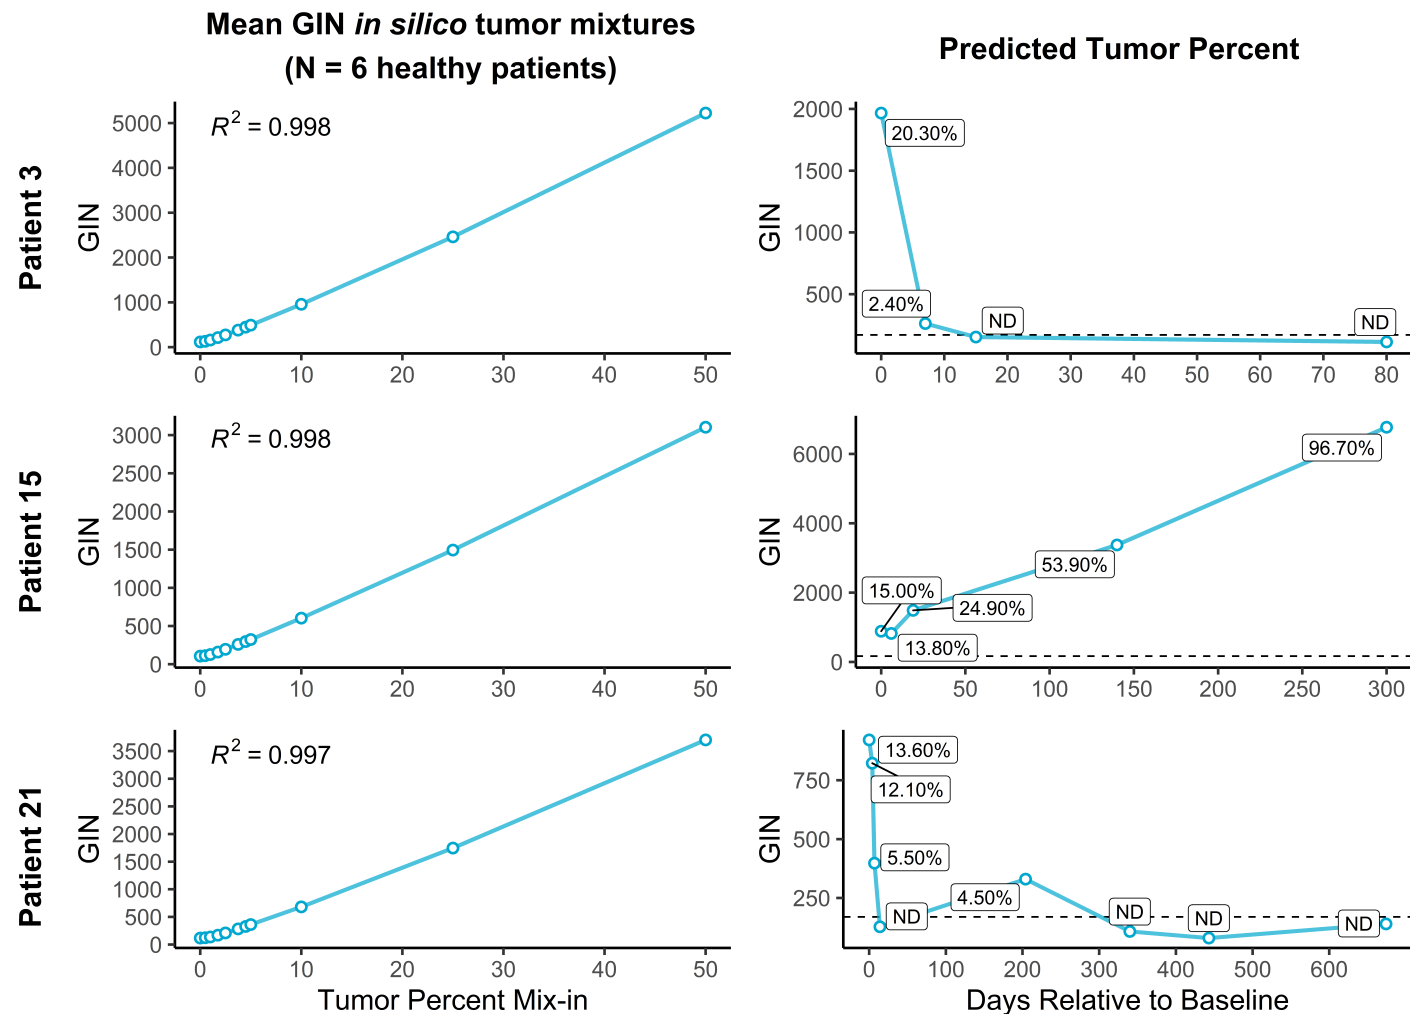 Mean GIN in silico tumor mixtures
(N = 6 healthy patients)
Predicted Tumor Percent
Patient 3
GIN
5000
4000
3000
2000
1000
0
R² = 0.998
0 10 20 30 40 50
GIN
2000
1500
1000
500
20.30%
2.40%
ND
ND
0 10 20 30 40 50 60 70 80
Patient 15
GIN
3000
2500
2000
1500
1000
500
0
R² = 0.998
0 10 20 30 40 50
GIN
6000
4000
2000
0
96.70%
53.90%
15.00%
24.90%
13.80%
0 50 100 150 200 250 300
Patient 21
GIN
3500
3000
2500
2000
1500
1000
500
0
R² = 0.997
0 10 20 30 40 50
Tumor Percent Mix-in
GIN
750
500
250
13.60%
12.10%
5.50%
4.50%
ND
ND
ND
ND
0 100 200 300 400 500 600
Days Relative to Baseline